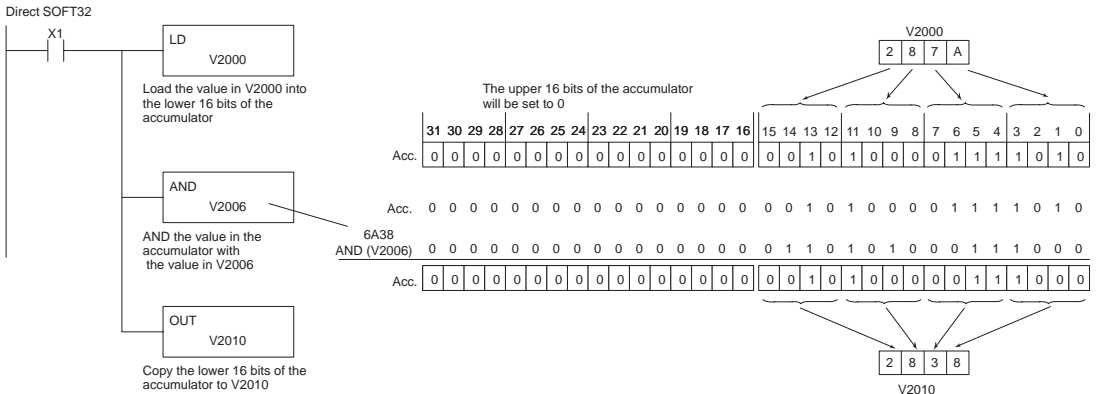 Direct SOFT32
X1
LD
V2000
Load the value in V2000 into
the lower 16 bits of the
accumulator
AND
V2006
AND the value in the
accumulator with
the value in V2006
OUT
V2010
Copy the lower 16 bits of the
accumulator to V2010
V2000
2 8 7 A
The upper 16 bits of the accumulator
will be set to 0
31 30 29 28 27 26 25 24 23 22 21 20 19 18 17 16 15 14 13 12 11 10 9 8 7 6 5 4 3 2 1 0
Acc. 0 0 0 0 0 0 0 0 0 0 0 0 0 0 0 0 0 0 1 0 1 0 0 0 0 1 1 1 1 0 1 0
Acc. 0 0 0 0 0 0 0 0 0 0 0 0 0 0 0 0 0 0 1 0 1 0 0 0 0 1 1 1 1 0 1 0
6A38
AND (V2006) 0 0 0 0 0 0 0 0 0 0 0 0 0 0 0 0 0 1 1 0 1 0 1 0 0 0 1 1 1 0 0 0
Acc. 0 0 0 0 0 0 0 0 0 0 0 0 0 0 0 0 0 0 1 0 1 0 0 0 0 0 1 1 1 0 0 0
2 8 3 8
V2010